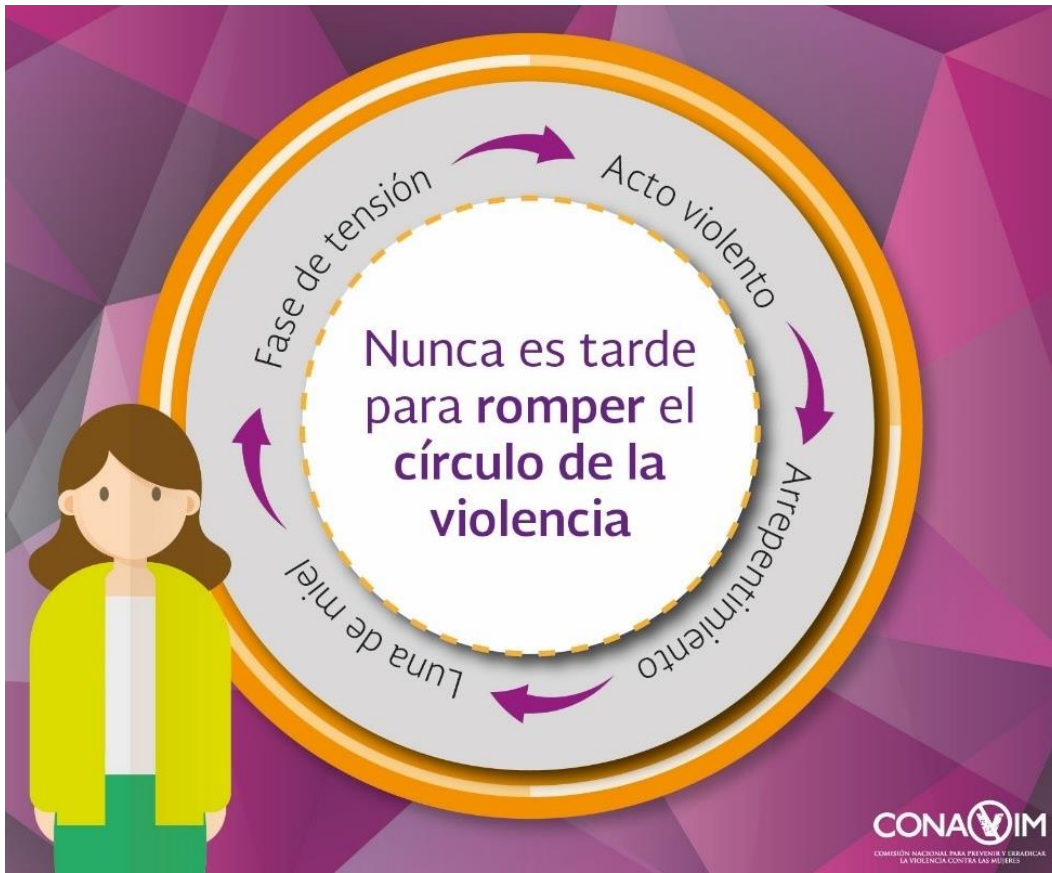 Fase de tensión
Acto violento
Arrepentimiento
Luna de miel
Nunca es tarde
para romper el
círculo de la
violencia
CONAVIM
COMISIÓN NACIONAL PARA PREVENIR Y ERRADICAR
LA VIOLENCIA CONTRA LAS MUJERES